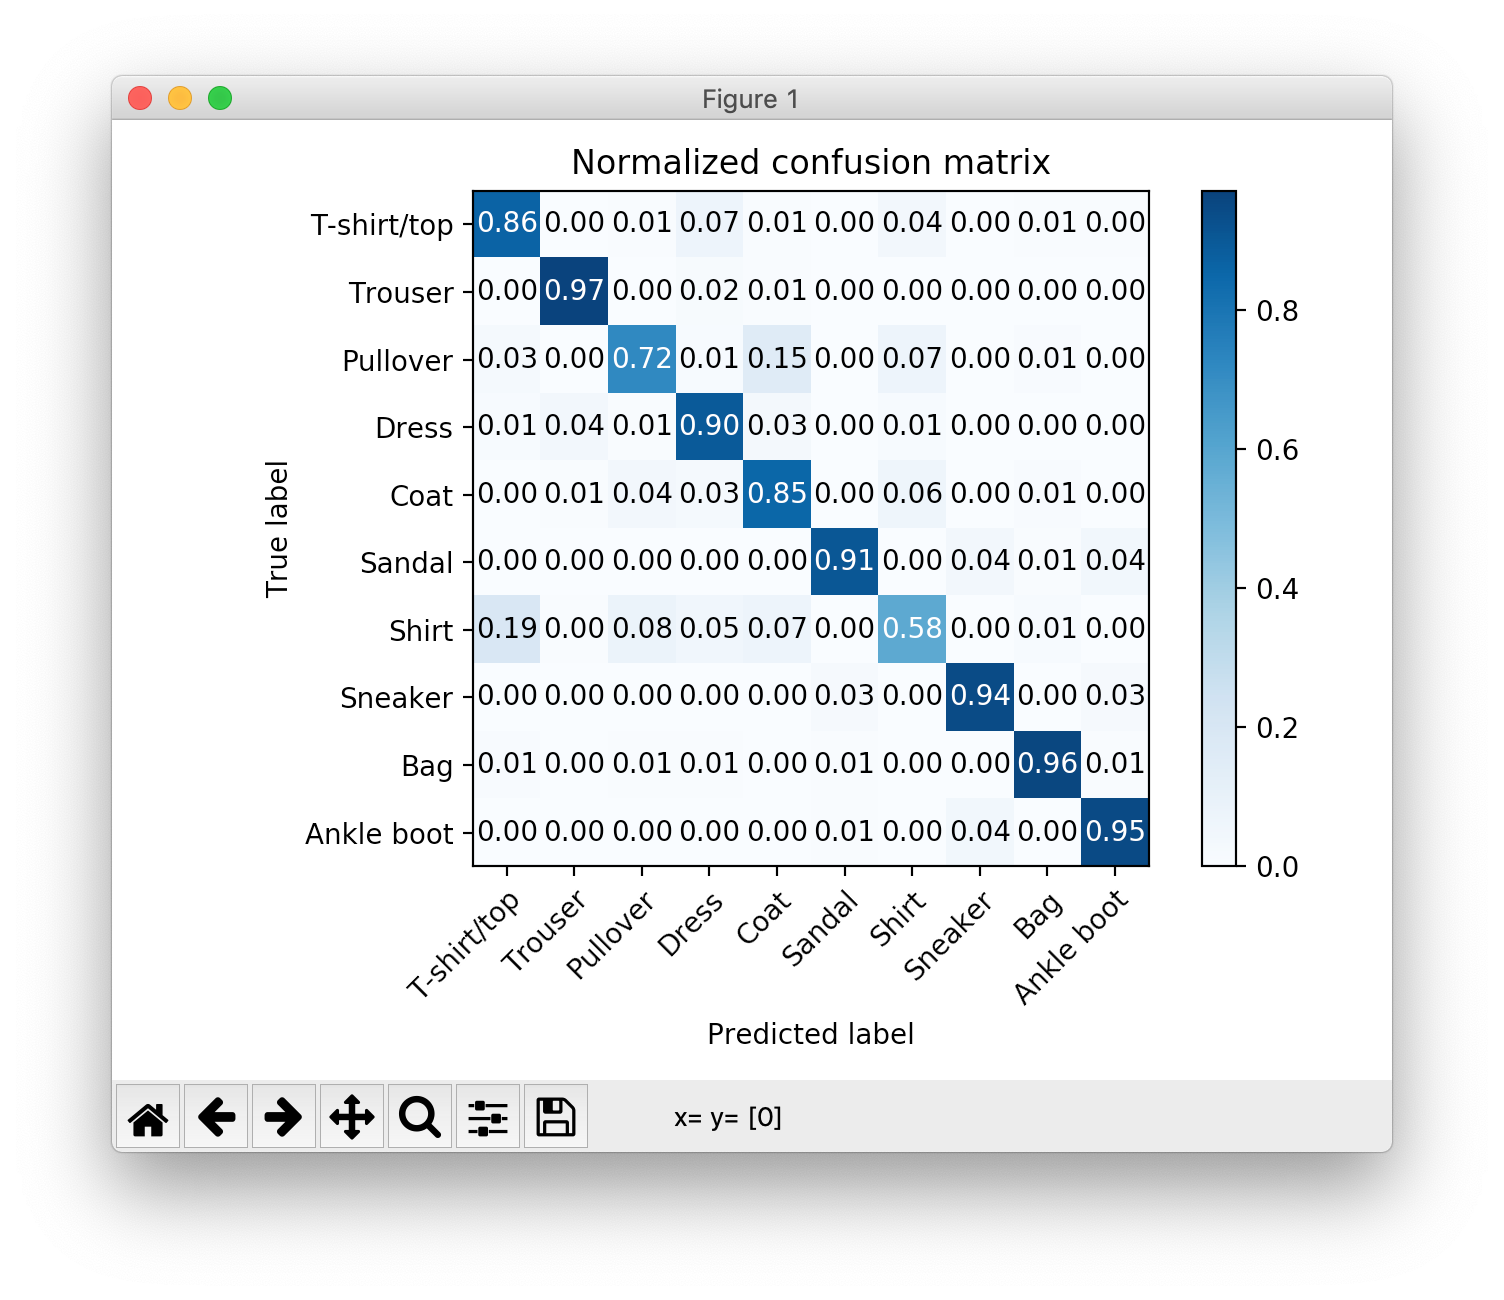 Figure 1
Normalized confusion matrix
True label
T-shirt/top 0.86 0.00 0.01 0.07 0.01 0.00 0.04 0.00 0.01 0.00
Trouser 0.00 0.97 0.00 0.02 0.01 0.00 0.00 0.00 0.00 0.00
Pullover 0.03 0.00 0.72 0.01 0.15 0.00 0.07 0.00 0.01 0.00
Dress 0.01 0.04 0.01 0.90 0.03 0.00 0.01 0.00 0.00 0.00
Coat 0.00 0.01 0.04 0.03 0.85 0.00 0.06 0.00 0.01 0.00
Sandal 0.00 0.00 0.00 0.00 0.00 0.91 0.00 0.04 0.01 0.04
Shirt 0.19 0.00 0.08 0.05 0.07 0.00 0.58 0.00 0.01 0.00
Sneaker 0.00 0.00 0.00 0.00 0.00 0.03 0.00 0.94 0.00 0.03
Bag 0.01 0.00 0.01 0.01 0.00 0.01 0.00 0.00 0.96 0.01
Ankle boot 0.00 0.00 0.00 0.00 0.00 0.01 0.00 0.04 0.00 0.95
T-shirt/top Trouser Pullover Dress Coat Sandal Shirt Sneaker Bag Ankle boot
Predicted label
0.8
0.6
0.4
0.2
0.0
x= y= [0]